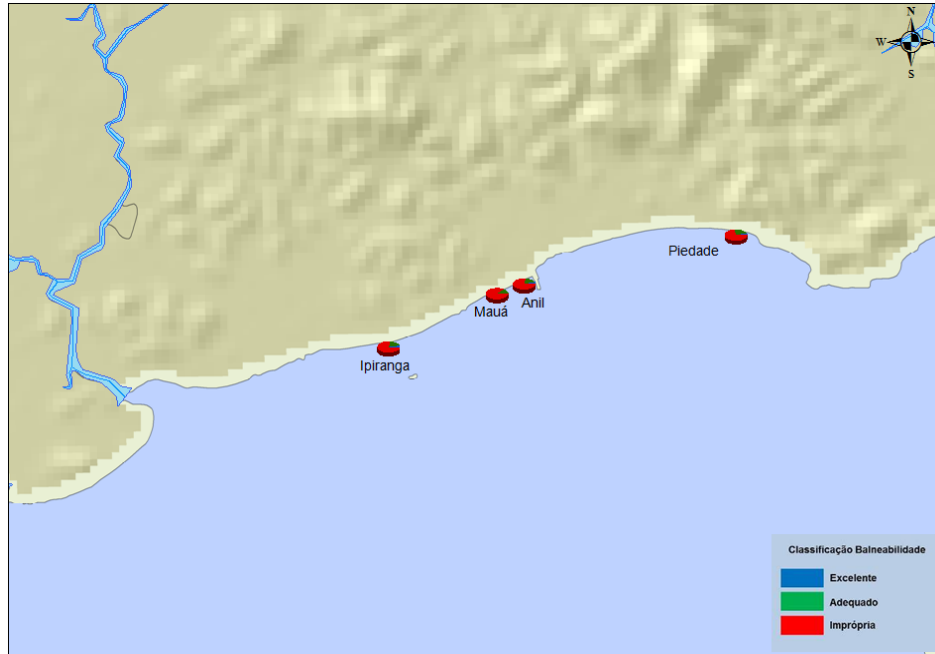 N
W
S
Piedade
Anil
Mauá
Ipiranga
Classificação Balneabilidade
Excelente
Adequado
Imprópria